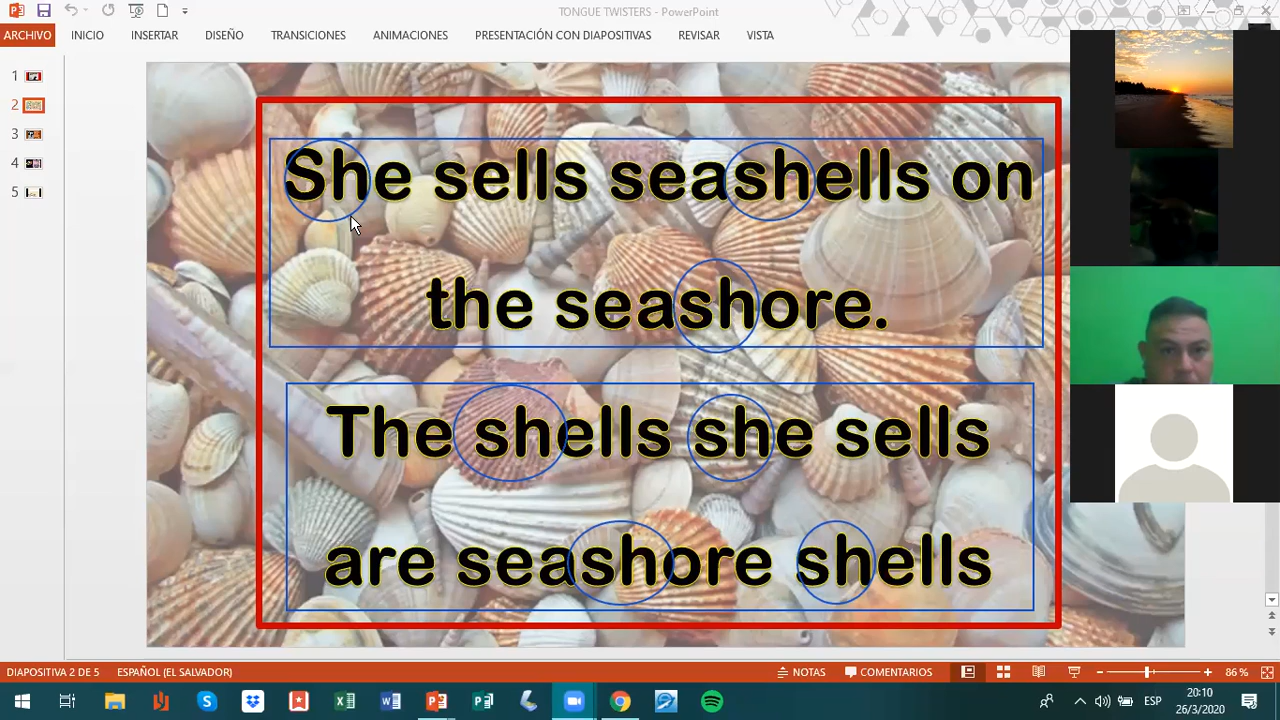 TONGUE TWISTERS - PowerPoint
ARCHIVO INICIO INSERTAR DISEÑO TRANSICIONES ANIMACIONES PRESENTACIÓN CON DIAPOSITIVAS REVISAR VISTA
1
2
3
4
5
She sells seashells on
the seashore.
The shells she sells
are seashore shells
DIAPOSITIVA 2 DE 5 ESPAÑOL (EL SALVADOR) NOTAS COMENTARIOS 86 %
ESP 20:10
26/3/2020